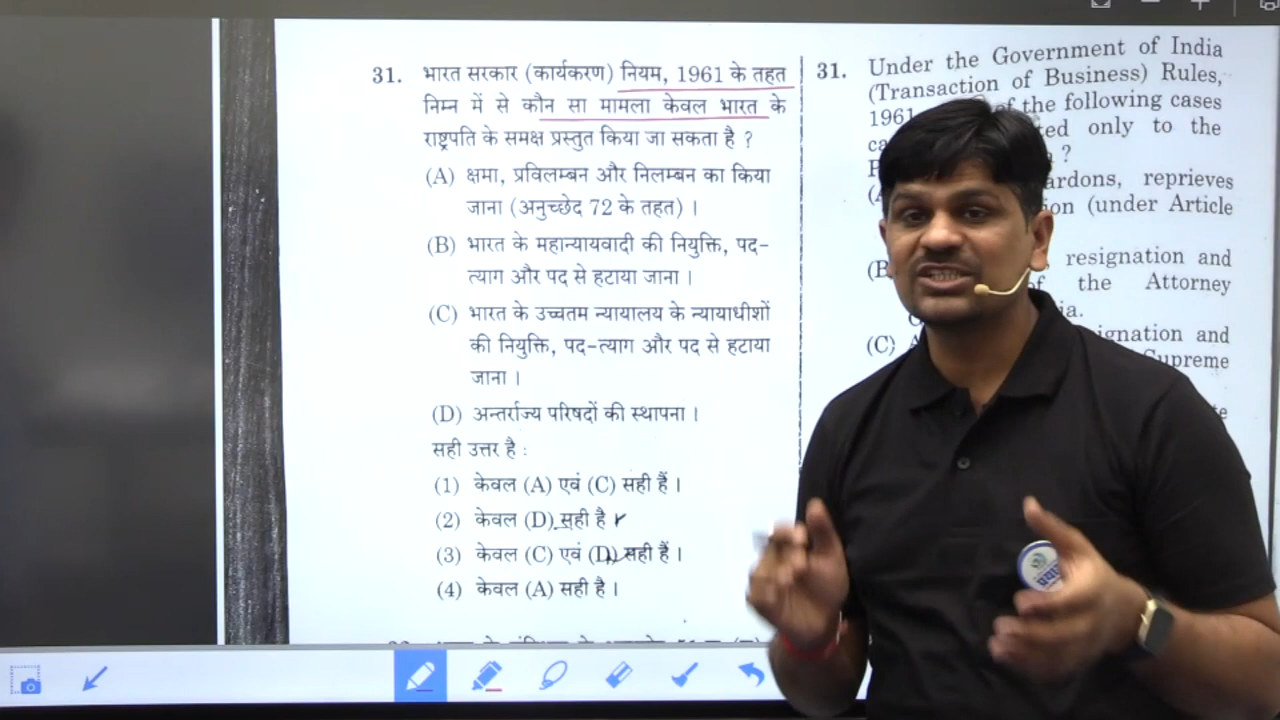 31. भारत सरकार (कार्यकरण) नियम, 1961 के तहत
निम्न में से कौन सा मामला केवल भारत के
राष्ट्रपति के समक्ष प्रस्तुत किया जा सकता है ?
(A) क्षमा, प्रविलम्बन और निलम्बन का किया
जाना (अनुच्छेद 72 के तहत) ।
(B) भारत के महान्यायवादी की नियुक्ति, पद-
त्याग और पद से हटाया जाना ।
(C) भारत के उच्चतम न्यायालय के न्यायाधीशों
की नियुक्ति, पद-त्याग और पद से हटाया
जाना ।
(D) अन्तर्राज्य परिषदों की स्थापना ।
सही उत्तर है :
(1) केवल (A) एवं (C) सही हैं ।
(2) केवल (D) सही है
(3) केवल (C) एवं (D) सही हैं ।
(4) केवल (A) सही है ।
31. Under the Government of India
(Transaction of Business) Rules,
1961 of the following cases
only to the
?
reprieves
(under Article
resignation and
of the Attorney
(C)
and
Supreme